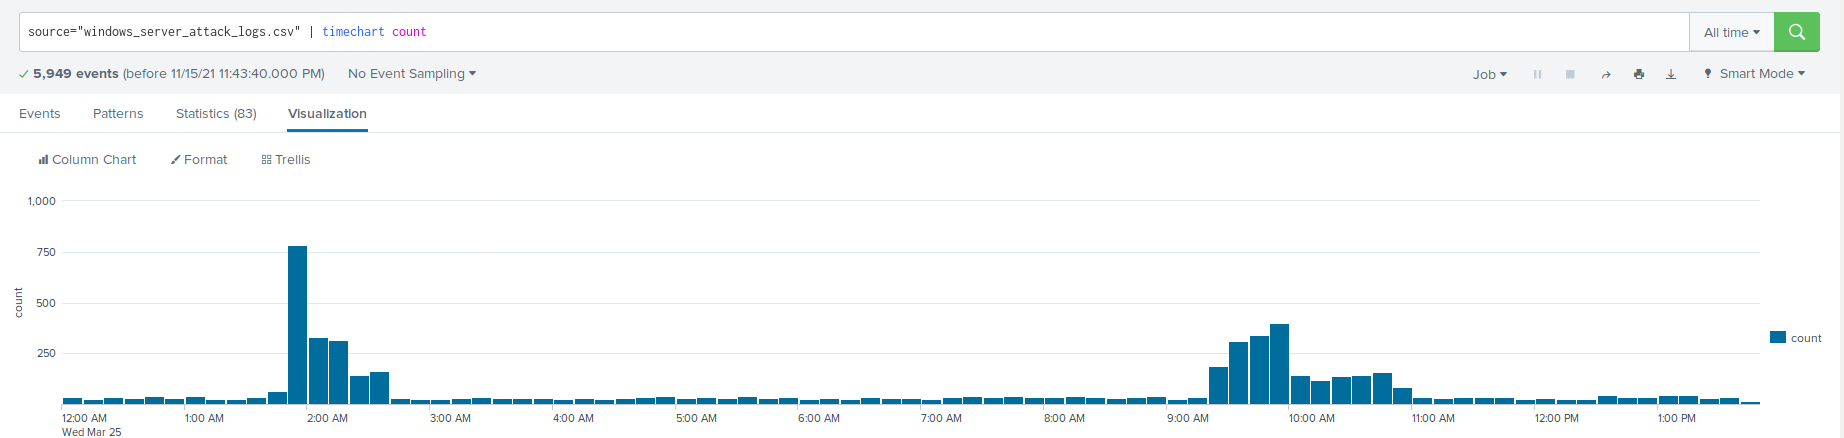 source="windows_server_attack_logs.csv" | timechart count
All time
5,949 events (before 11/15/21 11:43:40.000 PM)
No Event Sampling
Job
Smart Mode
Events
Patterns
Statistics (83)
Visualization
Column Chart
Format
Trellis
1,000
750
500
250
count
count
12:00 AM
Wed Mar 25
1:00 AM
2:00 AM
3:00 AM
4:00 AM
5:00 AM
6:00 AM
7:00 AM
8:00 AM
9:00 AM
10:00 AM
11:00 AM
12:00 PM
1:00 PM